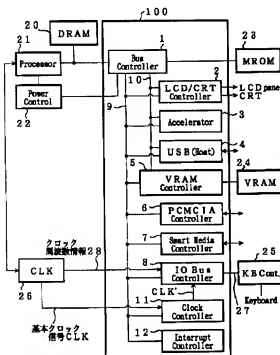 100
20
DRAM
21
Processor
Bus Controller
1
MROM
23
Power Control
22
10
9
LCD/CRT Controller
2
LCD panel
CRT
Accelerator
3
USB(Host)
4
5
VRAM Controller
VRAM
24
6
PCMCIA Controller
7
Smart Media Controller
クロック
周波数情報
28
8
IO Bus Controller
KB Cont.
25
Keyboard
27
CLK
26
CLK'
11
Clock Controller
基本クロック
信号CLK
12
Interrupt Controller